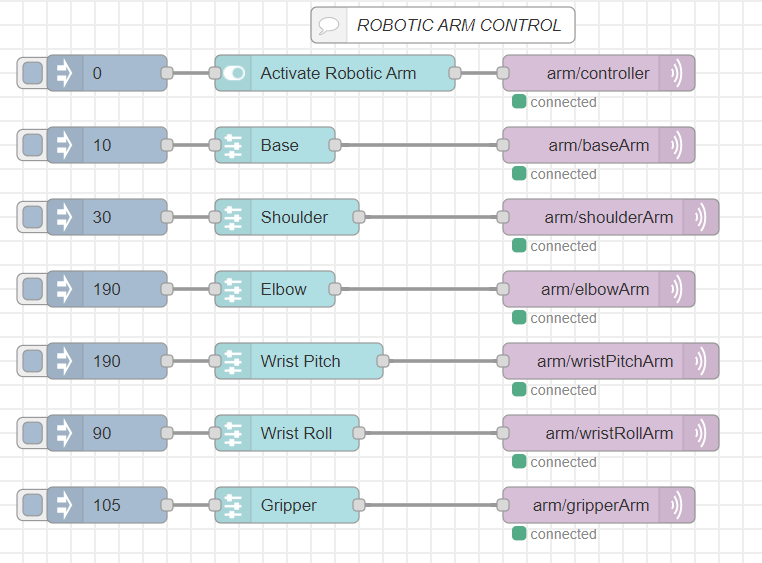 ROBOTIC ARM CONTROL
0 Activate Robotic Arm arm/controller
connected
10 Base arm/baseArm
connected
30 Shoulder arm/shoulderArm
connected
190 Elbow arm/elbowArm
connected
190 Wrist Pitch arm/wristPitchArm
connected
90 Wrist Roll arm/wristRollArm
connected
105 Gripper arm/gripperArm
connected